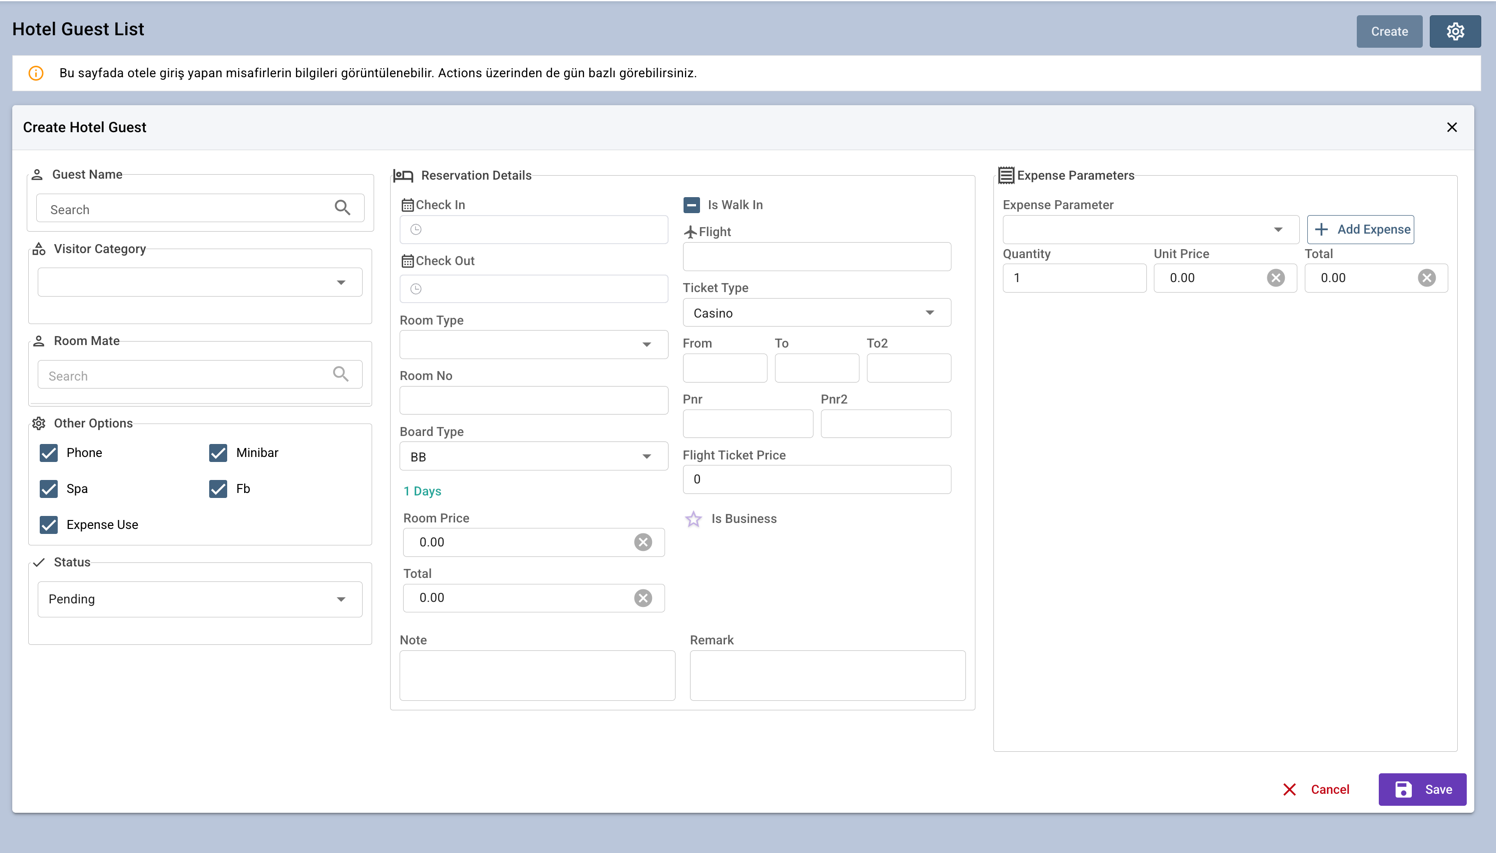 Hotel Guest List
Create
Bu sayfada otele giriş yapan misafirlerin bilgileri görüntülenebilir. Actions üzerinden de gün bazlı görebilirsiniz.
Create Hotel Guest
Guest Name
Search
Visitor Category
Room Mate
Search
Other Options
Phone
Minibar
Spa
Fb
Expense Use
Status
Pending
Reservation Details
Check In
Check Out
Room Type
Room No
Board Type
BB
1 Days
Room Price
0.00
Total
0.00
Is Walk In
Flight
Ticket Type
Casino
From To To2
Pnr Pnr2
Flight Ticket Price
0
Is Business
Note
Remark
Expense Parameters
Expense Parameter
Add Expense
Quantity Unit Price Total
1 0.00 0.00
Cancel
Save